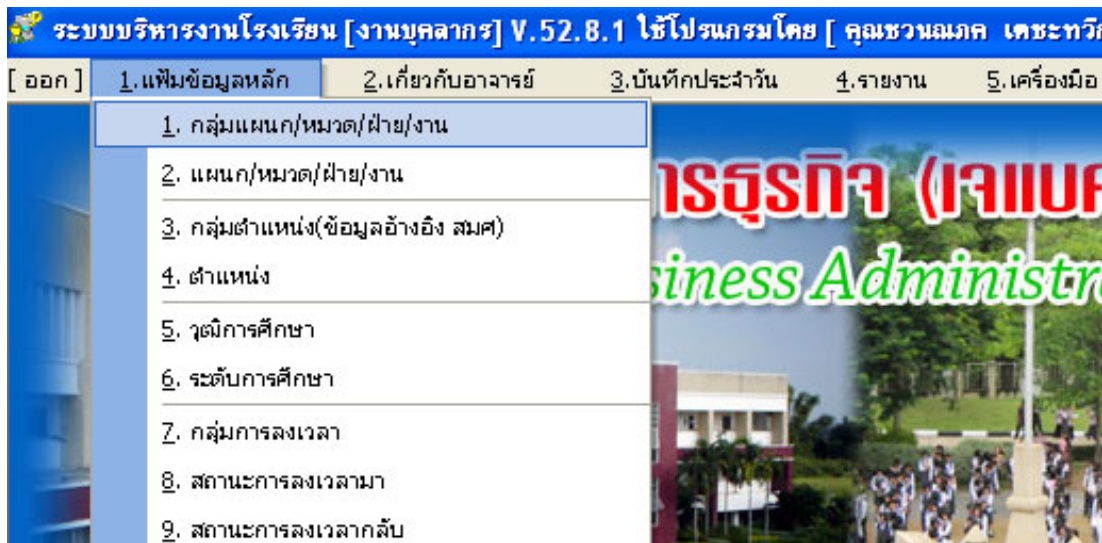 ระบบบริหารงานโรงเรียน [งานบุคลากร] V.52.8.1 ใช้โปรแกรมโดย [ คุณชวนณภค เตชะทวี
[ ออก ] 1.แฟ้มข้อมูลหลัก 2.เกี่ยวกับอาจารย์ 3.บันทึกประจำวัน 4.รายงาน 5.เครื่องมือ
1. กลุ่มแผนก/หมวด/ฝ่าย/งาน
2. แผนก/หมวด/ฝ่าย/งาน
3. กลุ่มตำแหน่ง(ข้อมูลอ้างอิง สมศ)
4. ตำแหน่ง
5. วุฒิการศึกษา
6. ระดับการศึกษา
7. กลุ่มการลงเวลา
8. สถานะการลงเวลามา
9. สถานะการลงเวลากลับ
ารธุรกิจ (เจแบ
siness Administr